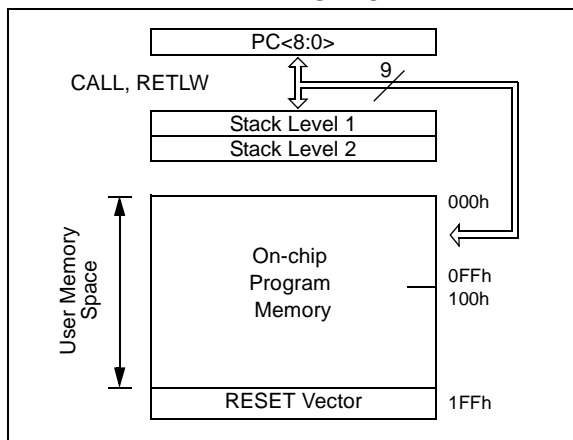 PC<8:0>
CALL, RETLW
9
Stack Level 1
Stack Level 2
User Memory
Space
000h
On-chip
Program
Memory
0FFh
100h
RESET Vector
1FFh